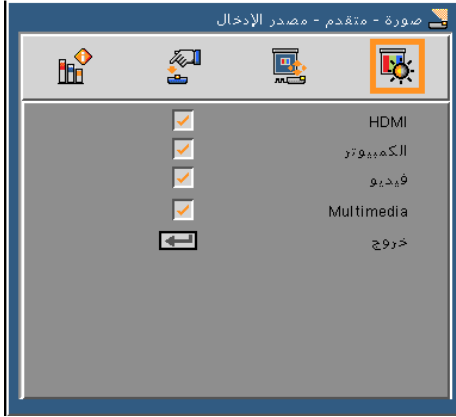 صورة - متقدم - مصدر الإدخال
HDMI
الكمبيوتر
فيديو
Multimedia
خروج